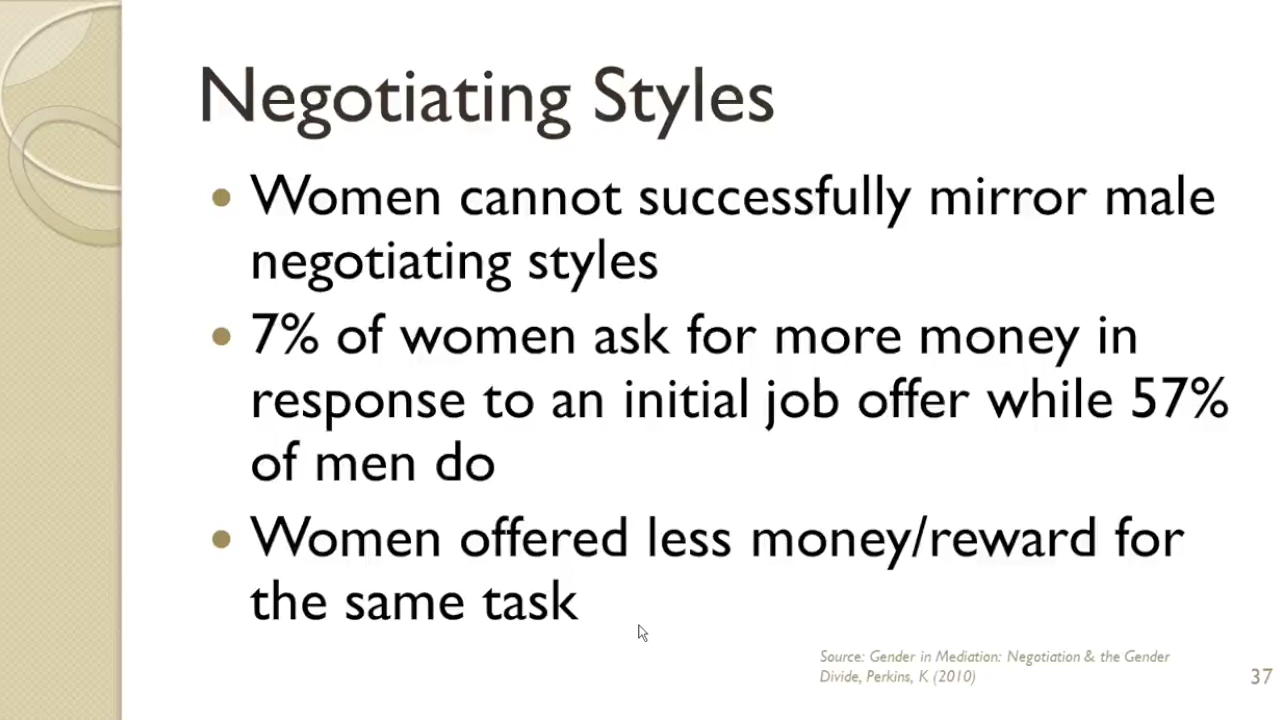 Negotiating Styles
• Women cannot successfully mirror male
negotiating styles
• 7% of women ask for more money in
response to an initial job offer while 57%
of men do
• Women offered less money/reward for
the same task
Source: Gender in Mediation: Negotiation & the Gender
Divide, Perkins, K (2010)
37